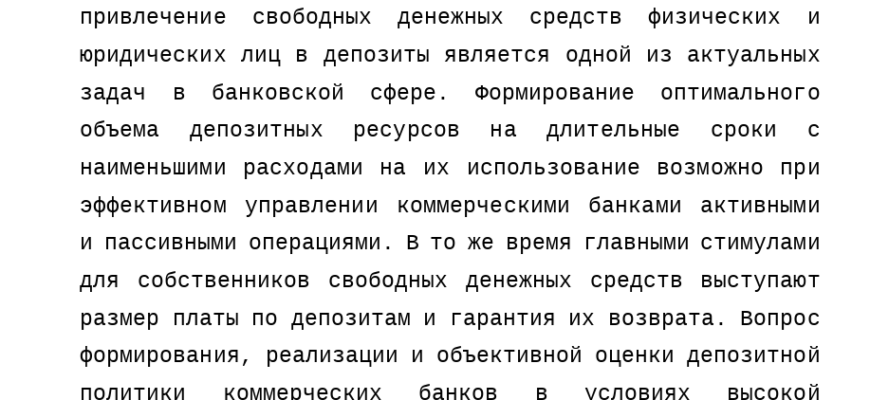 привлечение свободных денежных средств физических и
юридических лиц в депозиты является одной из актуальных
задач в банковской сфере. Формирование оптимального
объема депозитных ресурсов на длительные сроки с
наименьшими расходами на их использование возможно при
эффективном управлении коммерческими банками активными
и пассивными операциями. В то же время главными стимулами
для собственников свободных денежных средств выступают
размер платы по депозитам и гарантия их возврата. Вопрос
формирования, реализации и объективной оценки депозитной
политики коммерческих банков в условиях высокой